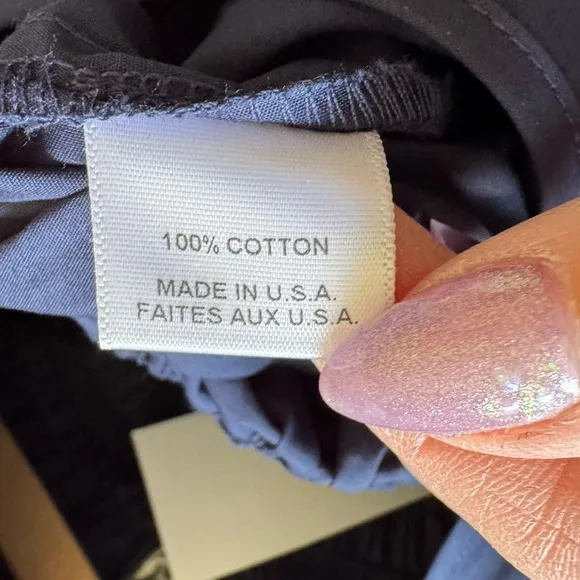 100% COTTON
MADE IN U.S.A.
FAITES AUX U.S.A.